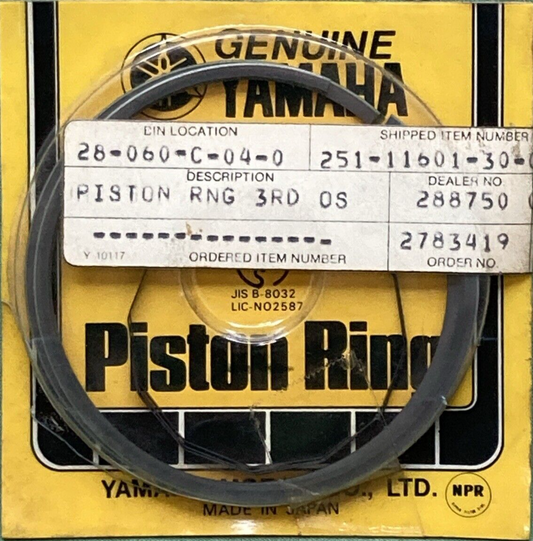 GENUINE
YAMAHA
BIN LOCATION
SHIPPED ITEM NUMBER
28-060-C-04-0
251-11601-30-0
DESCRIPTION
DEALER NO
PISTON RNG 3RD OS
288750
--------------
2783419
Y-10117
ORDERED ITEM NUMBER
ORDER NO.
S
JIS B-8032
LIC-NO2587
Piston Ring
LTD.
NPR
MADE IN JAPAN